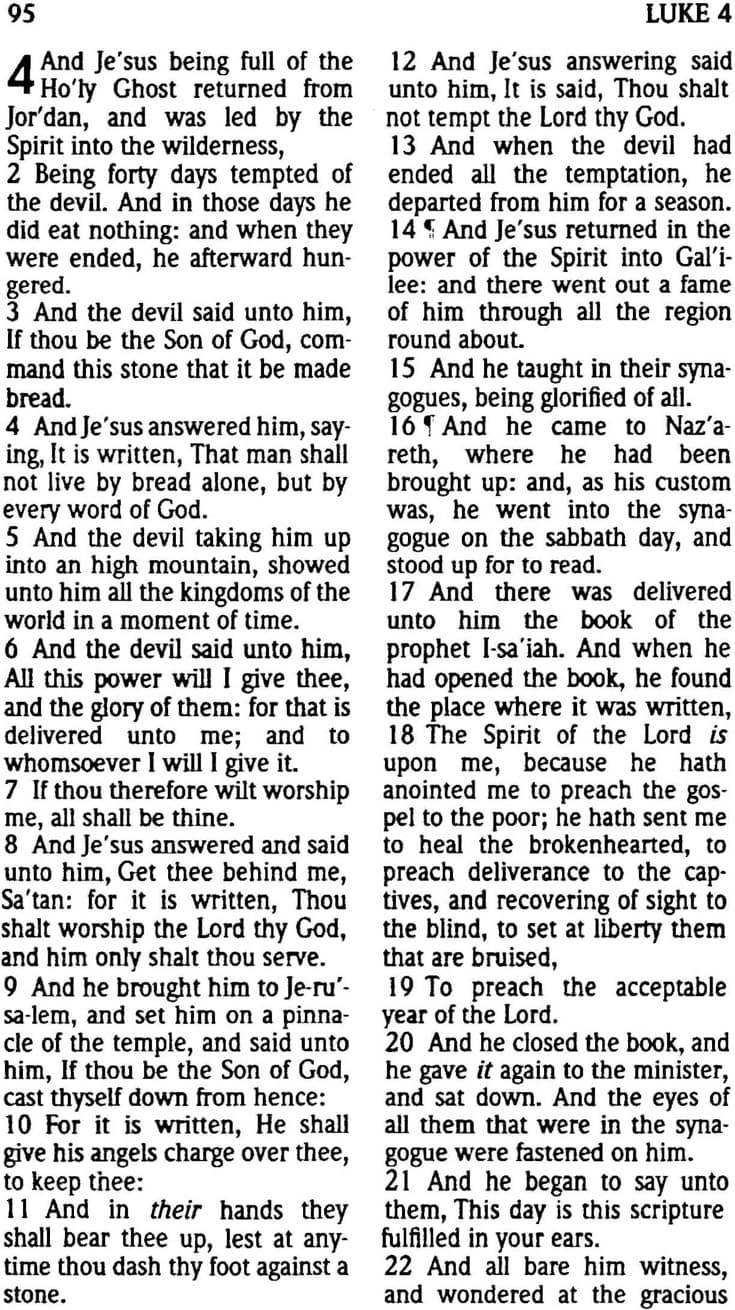 95
LUKE 4
4 And Je'sus being full of the
Ho'ly Ghost returned from
Jor'dan, and was led by the
Spirit into the wilderness,
2 Being forty days tempted of
the devil. And in those days he
did eat nothing: and when they
were ended, he afterward hun-
gered.
3 And the devil said unto him,
If thou be the Son of God, com-
mand this stone that it be made
bread.
4 And Je'sus answered him, say-
ing, It is written, That man shall
not live by bread alone, but by
every word of God.
5 And the devil taking him up
into an high mountain, showed
unto him all the kingdoms of the
world in a moment of time.
6 And the devil said unto him,
All this power will I give thee,
and the glory of them: for that is
delivered unto me; and to
whomsoever I will I give it.
7 If thou therefore wilt worship
me, all shall be thine.
8 And Je'sus answered and said
unto him, Get thee behind me,
Sa'tan: for it is written, Thou
shalt worship the Lord thy God,
and him only shalt thou serve.
9 And he brought him to Je-ru'-
sa-lem, and set him on a pinna-
cle of the temple, and said unto
him, If thou be the Son of God,
cast thyself down from hence:
10 For it is written, He shall
give his angels charge over thee,
to keep thee:
11 And in their hands they
shall bear thee up, lest at any-
time thou dash thy foot against a
stone.
12 And Je'sus answering said
unto him, It is said, Thou shalt
not tempt the Lord thy God.
13 And when the devil had
ended all the temptation, he
departed from him for a season.
14 ¶ And Je'sus returned in the
power of the Spirit into Gal'i-
lee: and there went out a fame
of him through all the region
round about.
15 And he taught in their syna-
gogues, being glorified of all.
16 ¶ And he came to Naz'a-
reth, where he had been
brought up: and, as his custom
was, he went into the syna-
gogue on the sabbath day, and
stood up for to read.
17 And there was delivered
unto him the book of the
prophet I-sa'iah. And when he
had opened the book, he found
the place where it was written,
18 The Spirit of the Lord is
upon me, because he hath
anointed me to preach the gos-
pel to the poor; he hath sent me
to heal the brokenhearted, to
preach deliverance to the cap-
tives, and recovering of sight to
the blind, to set at liberty them
that are bruised,
19 To preach the acceptable
year of the Lord.
20 And he closed the book, and
he gave it again to the minister,
and sat down. And the eyes of
all them that were in the syna-
gogue were fastened on him.
21 And he began to say unto
them, This day is this scripture
fulfilled in your ears.
22 And all bare him witness,
and wondered at the gracious